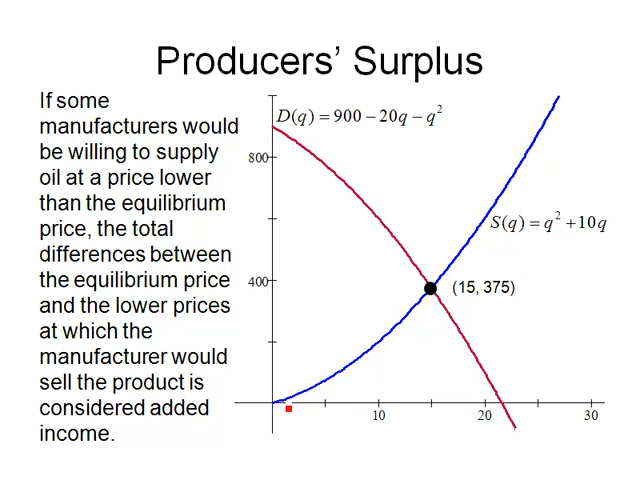 Producers' Surplus
If some
manufacturers would
be willing to supply
oil at a price lower
than the equilibrium
price, the total
differences between
the equilibrium price
and the lower prices
at which the
manufacturer would
sell the product is
considered added
income.
D(q) = 900 − 20q − q²
800
S(q) = q² + 10q
400
(15, 375)
10
20
30